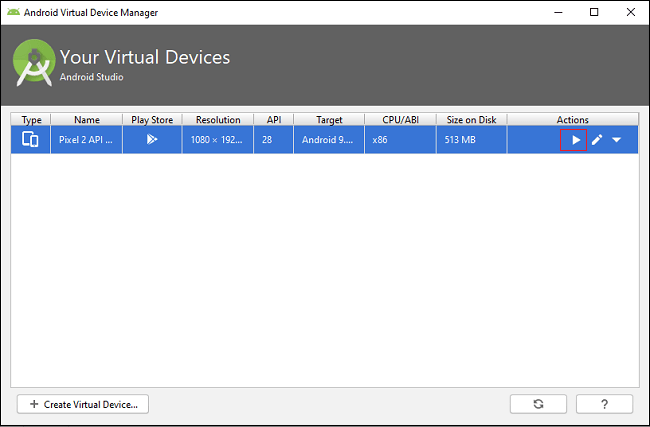 Android Virtual Device Manager
Your Virtual Devices
Android Studio
Type Name Play Store Resolution API Target CPU/ABI Size on Disk Actions
Pixel 2 API ... 1080 × 192... 28 Android 9.... x86 513 MB
+ Create Virtual Device... ?